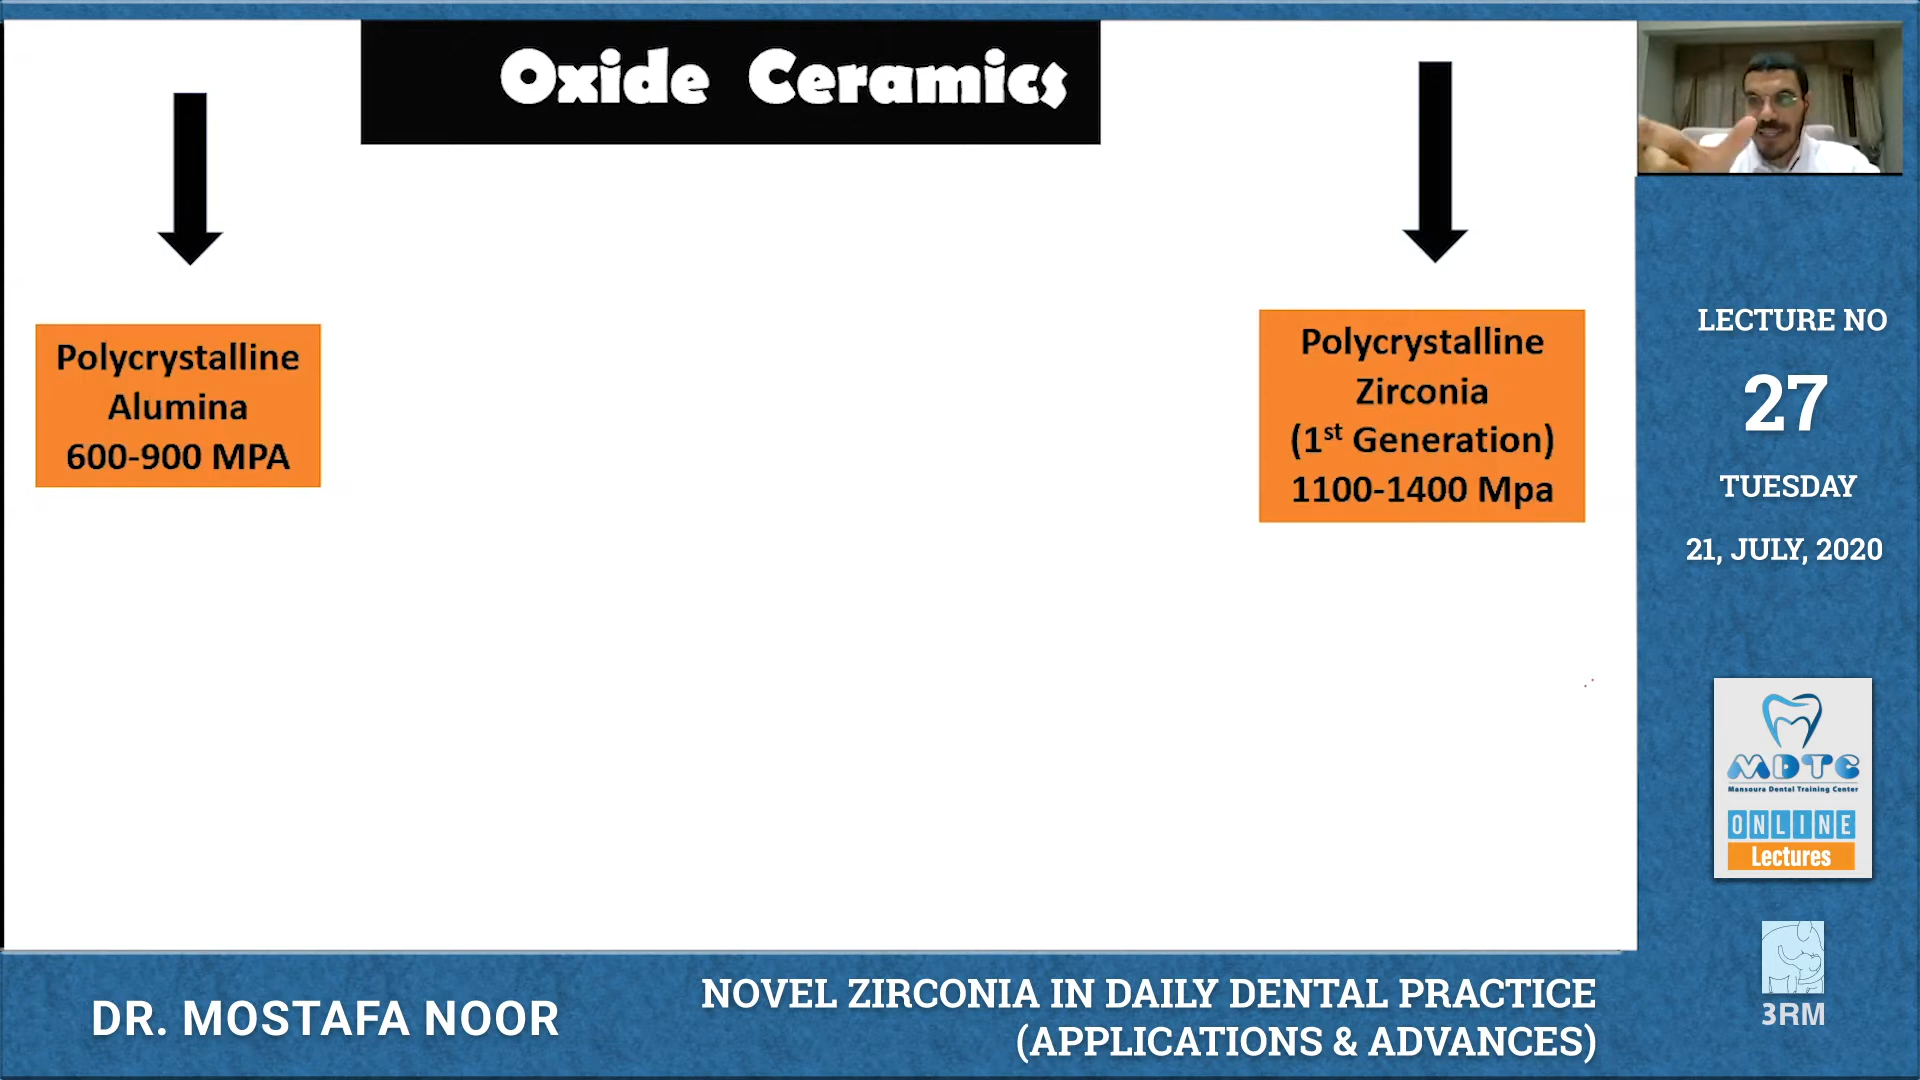 Oxide Ceramics
Polycrystalline
Alumina
600-900 MPA
Polycrystalline
Zirconia
(1st Generation)
1100-1400 Mpa
LECTURE NO
27
TUESDAY
21, JULY, 2020
MDTC
Mansoura Dental Training Center
ONLINE
Lectures
3RM
DR. MOSTAFA NOOR
NOVEL ZIRCONIA IN DAILY DENTAL PRACTICE
(APPLICATIONS & ADVANCES)